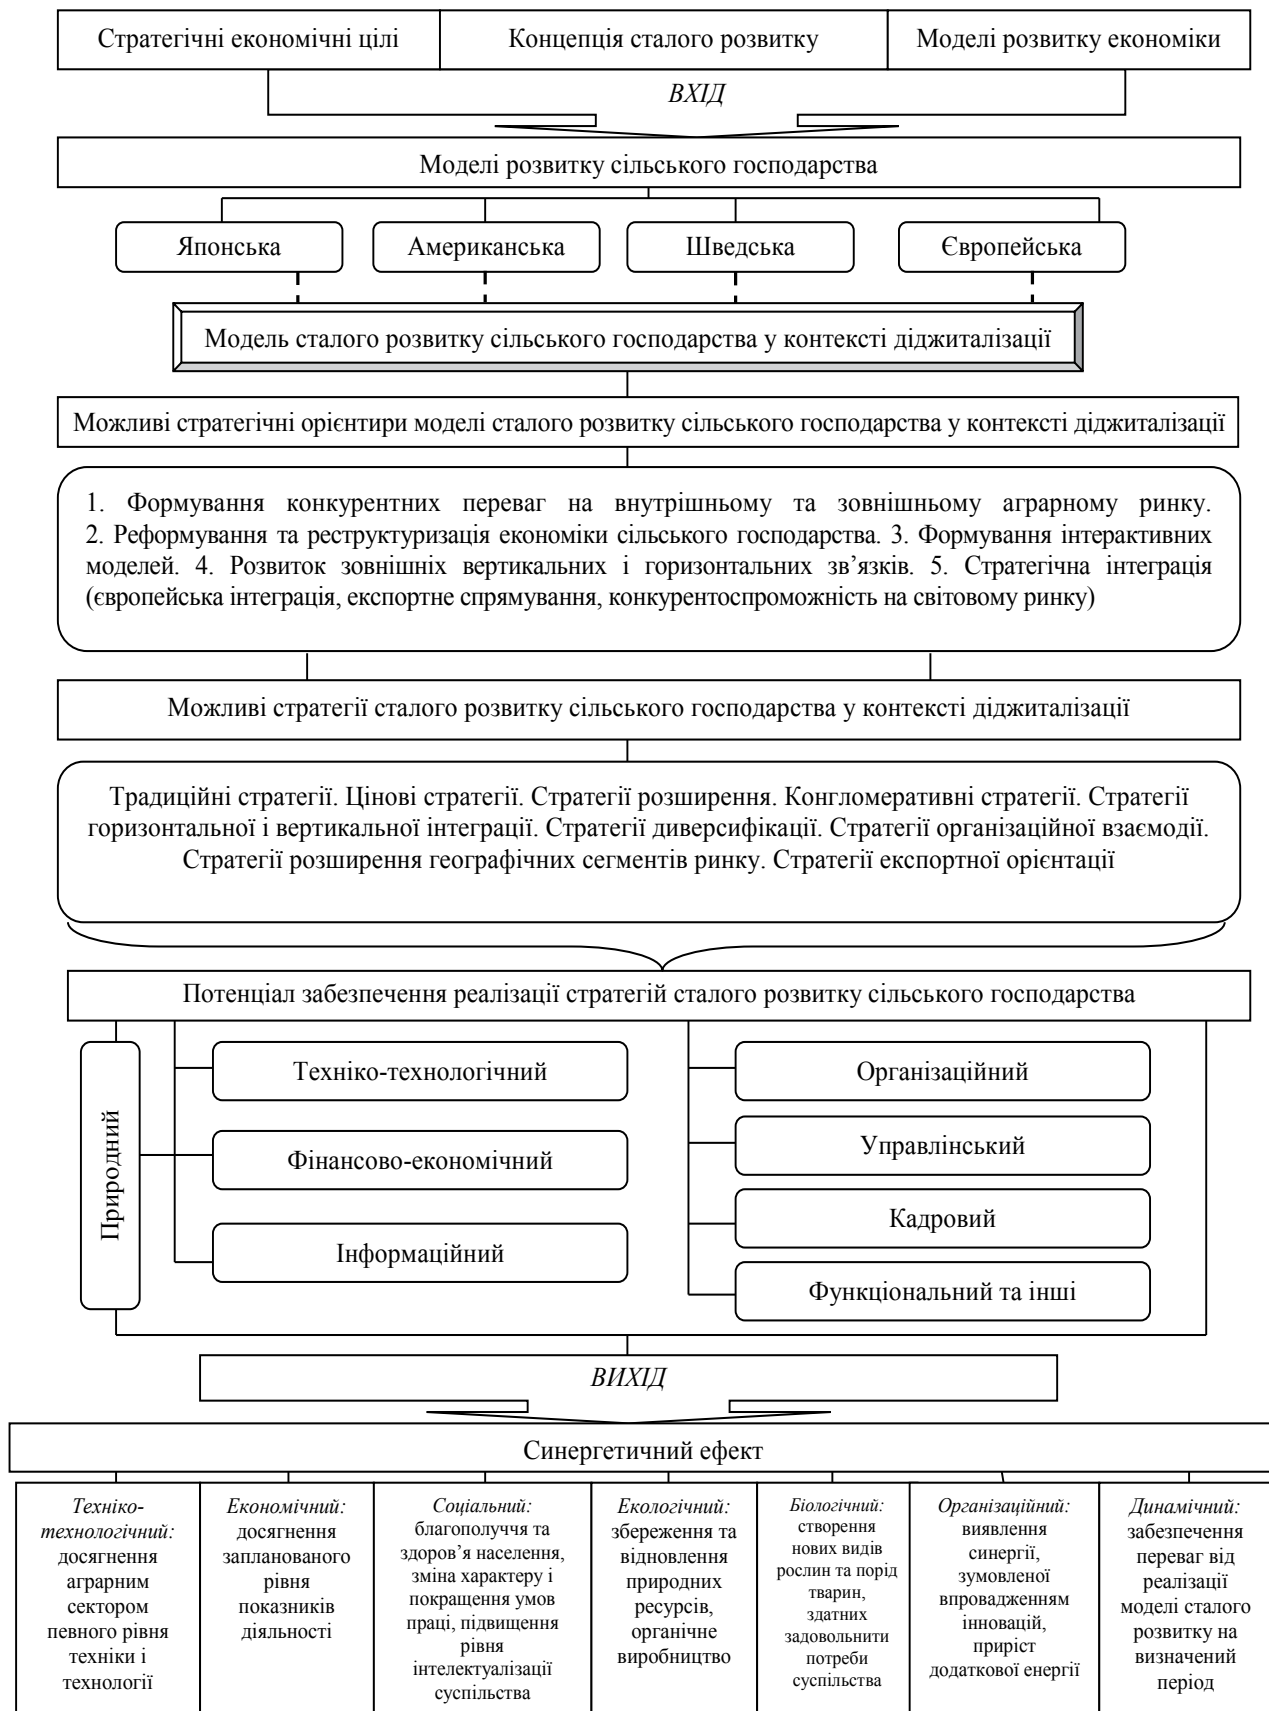 Стратегічні економічні цілі
Концепція сталого розвитку
Моделі розвитку економіки
ВХІД
Моделі розвитку сільського господарства
Японська
Американська
Шведська
Європейська
Модель сталого розвитку сільського господарства у контексті діджиталізації
Можливі стратегічні орієнтири моделі сталого розвитку сільського господарства у контексті діджиталізації
1. Формування конкурентних переваг на внутрішньому та зовнішньому аграрному ринку.
2. Реформування та реструктуризація економіки сільського господарства. 3. Формування інтерактивних
моделей. 4. Розвиток зовнішніх вертикальних і горизонтальних зв’язків. 5. Стратегічна інтеграція
(європейська інтеграція, експортне спрямування, конкурентоспроможність на світовому ринку)
Можливі стратегії сталого розвитку сільського господарства у контексті діджиталізації
Традиційні стратегії. Цінові стратегії. Стратегії розширення. Конгломеративні стратегії. Стратегії
горизонтальної і вертикальної інтеграції. Стратегії диверсифікації. Стратегії організаційної взаємодії.
Стратегії розширення географічних сегментів ринку. Стратегії експортної орієнтації
Потенціал забезпечення реалізації стратегій сталого розвитку сільського господарства
Природний
Техніко-технологічний
Фінансово-економічний
Інформаційний
Організаційний
Управлінський
Кадровий
Функціональний та інші
ВИХІД
Синергетичний ефект
Техніко-
технологічний:
досягнення
аграрним
сектором
певного рівня
техніки і
технології
Економічний:
досягнення
запланованого
рівня
показників
діяльності
Соціальний:
благополуччя та
здоров’я населення,
зміна характеру і
покращення умов
праці, підвищення
рівня
інтелектуалізації
суспільства
Екологічний:
збереження та
відновлення
природних
ресурсів,
органічне
виробництво
Біологічний:
створення
нових видів
рослин та порід
тварин,
здатних
задовольнити
потреби
суспільства
Організаційний:
виявлення
синергії,
зумовленої
впровадженням
інновацій,
приріст
додаткової енергії
Динамічний:
забезпечення
переваг від
реалізації
моделі сталого
розвитку на
визначений
період